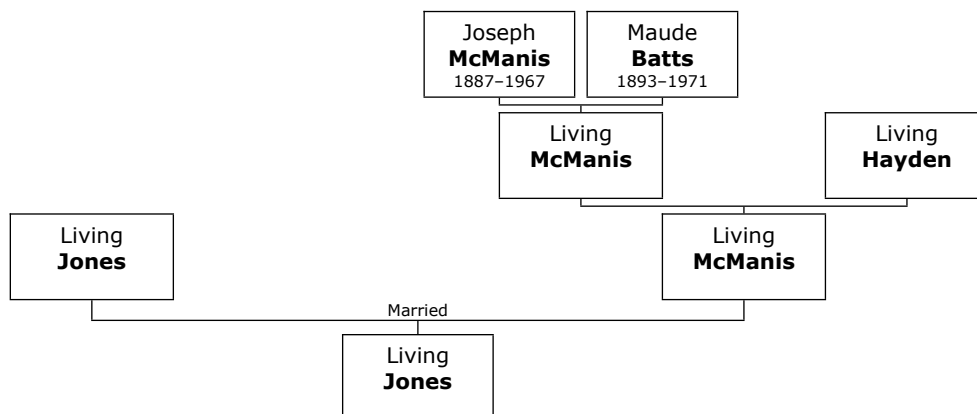 Joseph
McManis
1887–1967
Maude
Batts
1893–1971
Living
McManis
Living
Hayden
Living
Jones
Living
McManis
Married
Living
Jones